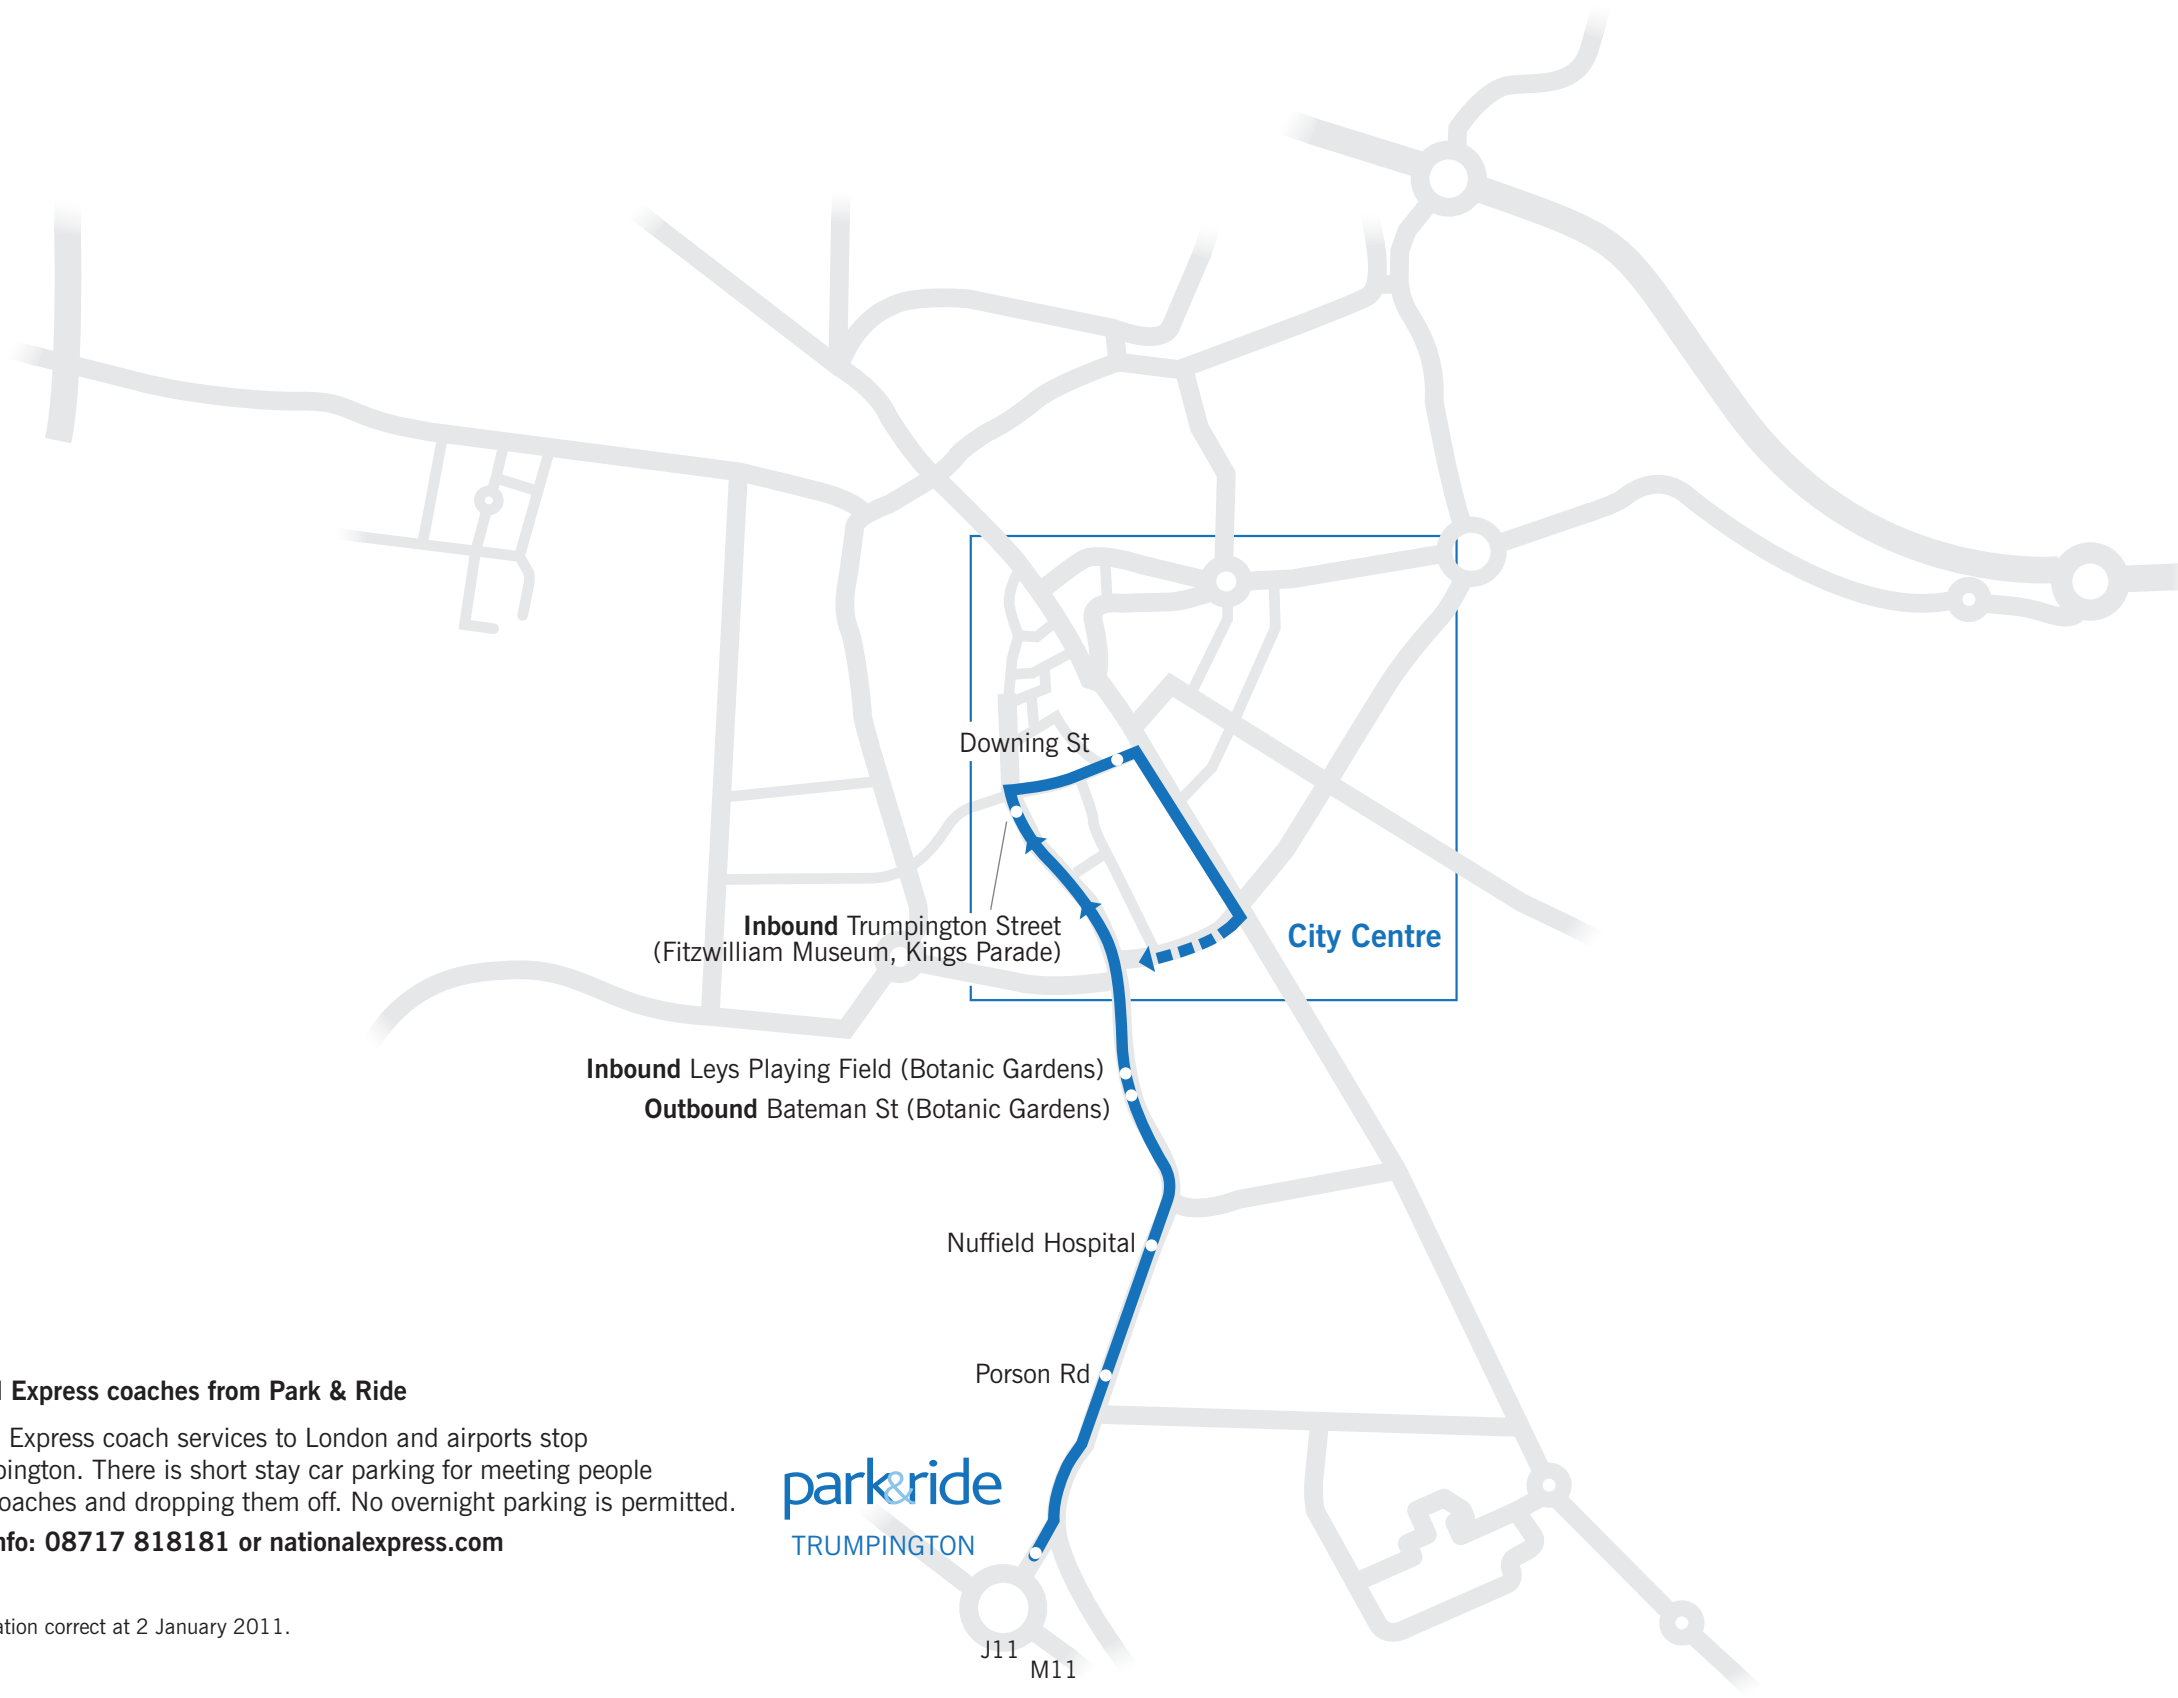 Downing St
Inbound Trumpington Street
(Fitzwilliam Museum, Kings Parade)
City Centre
Inbound Leys Playing Field (Botanic Gardens)
Outbound Bateman St (Botanic Gardens)
Nuffield Hospital
Porson Rd
park&ride
TRUMPINGTON
J11
M11
Express coaches from Park & Ride
Express coach services to London and airports stop
pington. There is short stay car parking for meeting people
oaches and dropping them off. No overnight parking is permitted.
nfo: 08717 818181 or nationalexpress.com
ation correct at 2 January 2011.